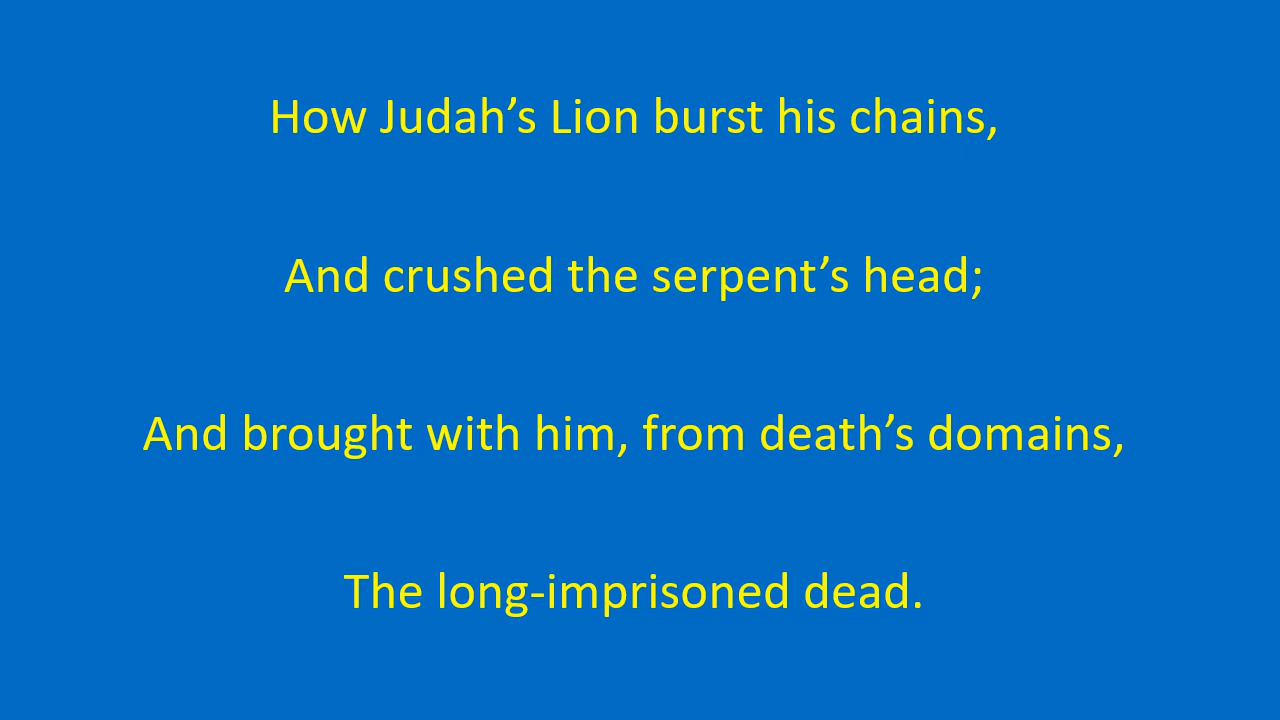 How Judah’s Lion burst his chains,
And crushed the serpent’s head;
And brought with him, from death’s domains,
The long-imprisoned dead.